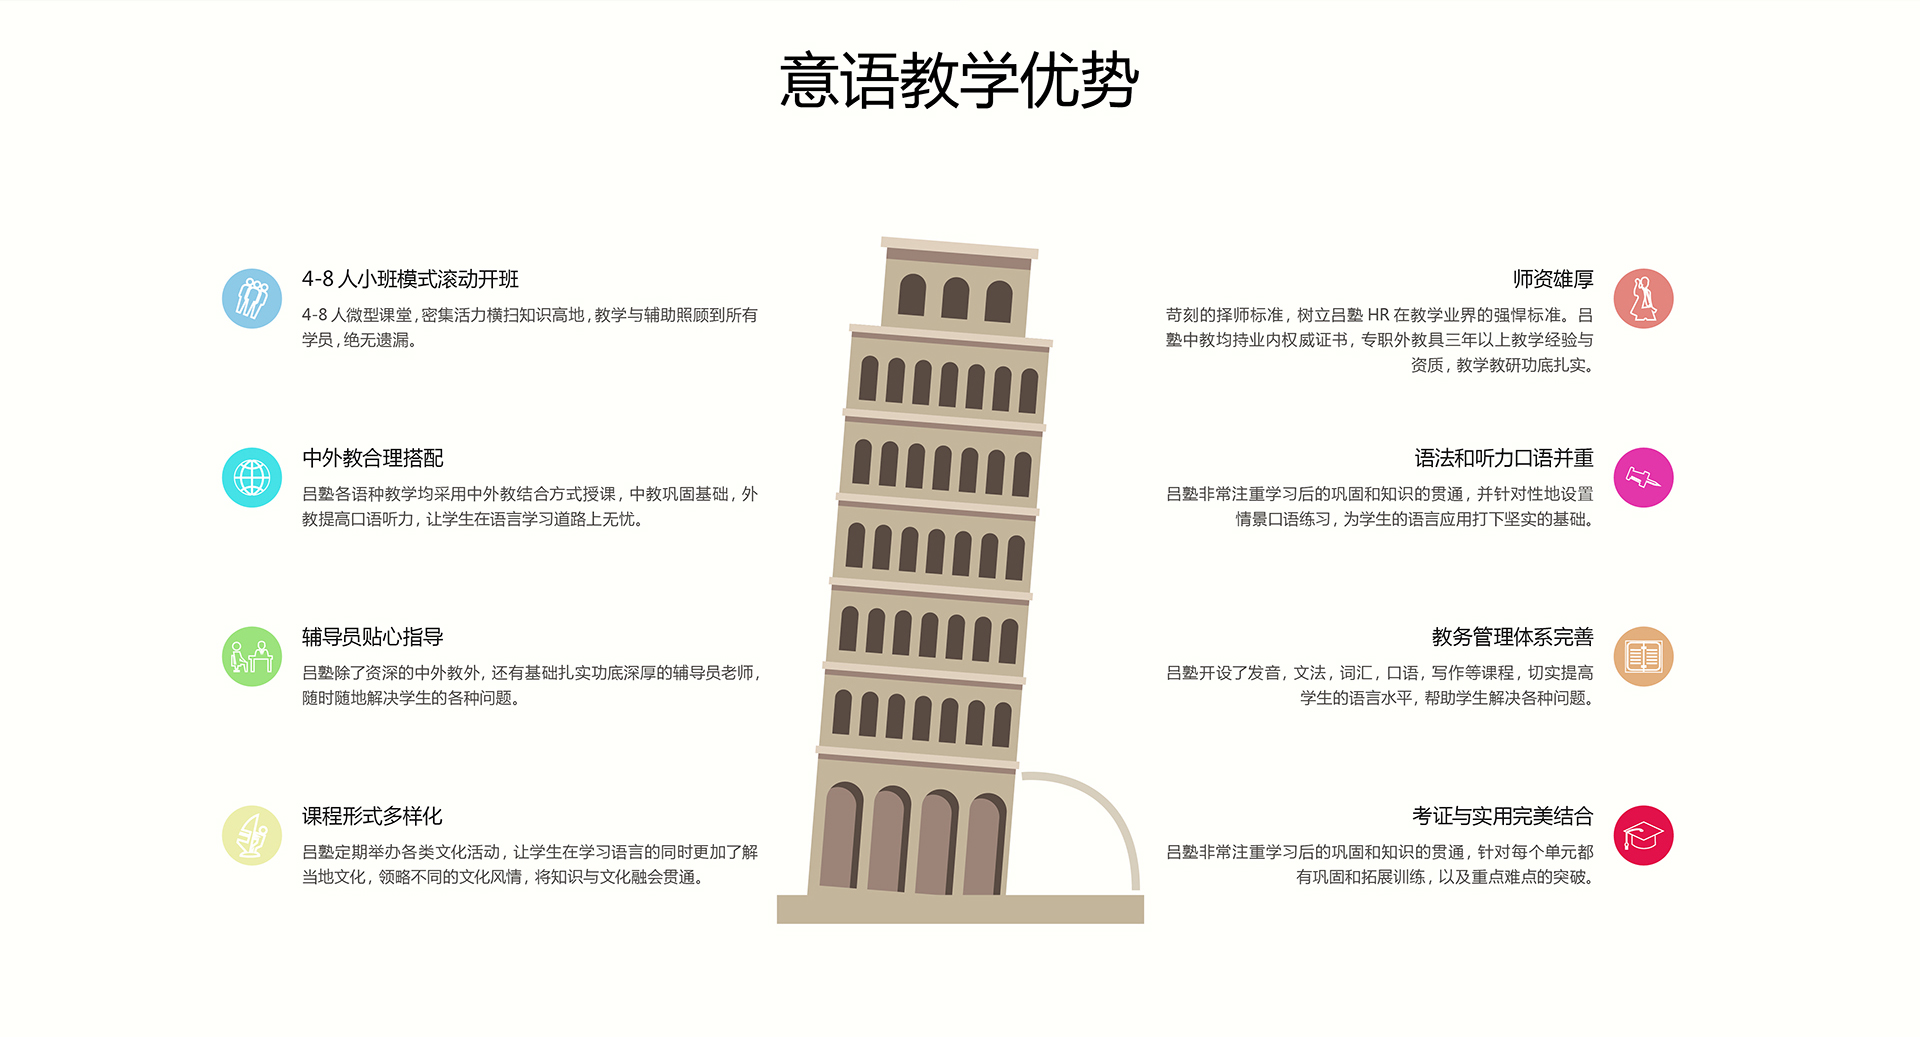 意语教学优势
4-8 人小班模式滚动开班
4-8 人微型课堂，密集活力横扫知识高地，教学与辅助照顾到所有
学员，绝无遗漏。
中外教合理搭配
吕塾各语种教学均采用中外教结合方式授课，中教巩固基础，外
教提高口语听力，让学生在语言学习道路上无忧。
辅导员贴心指导
吕塾除了资深的中外教外，还有基础扎实功底深厚的辅导员老师，
随时随地解决学生的各种问题。
课程形式多样化
吕塾定期举办各类文化活动，让学生在学习语言的同时更加了解
当地文化，领略不同的文化风情，将知识与文化融会贯通。
师资雄厚
苛刻的择师标准，树立吕塾 HR 在教学业界的强悍标准。吕
塾中教均持业内权威证书，专职外教具三年以上教学经验与
资质，教学教研功底扎实。
语法和听力口语并重
吕塾非常注重学习后的巩固和知识的贯通，并针对性地设置
情景口语练习，为学生的语言应用打下坚实的基础。
教务管理体系完善
吕塾开设了发音，文法，词汇，口语，写作等课程，切实提高
学生的语言水平，帮助学生解决各种问题。
考证与实用完美结合
吕塾非常注重学习后的巩固和知识的贯通，针对每个单元都
有巩固和拓展训练，以及重点难点的突破。